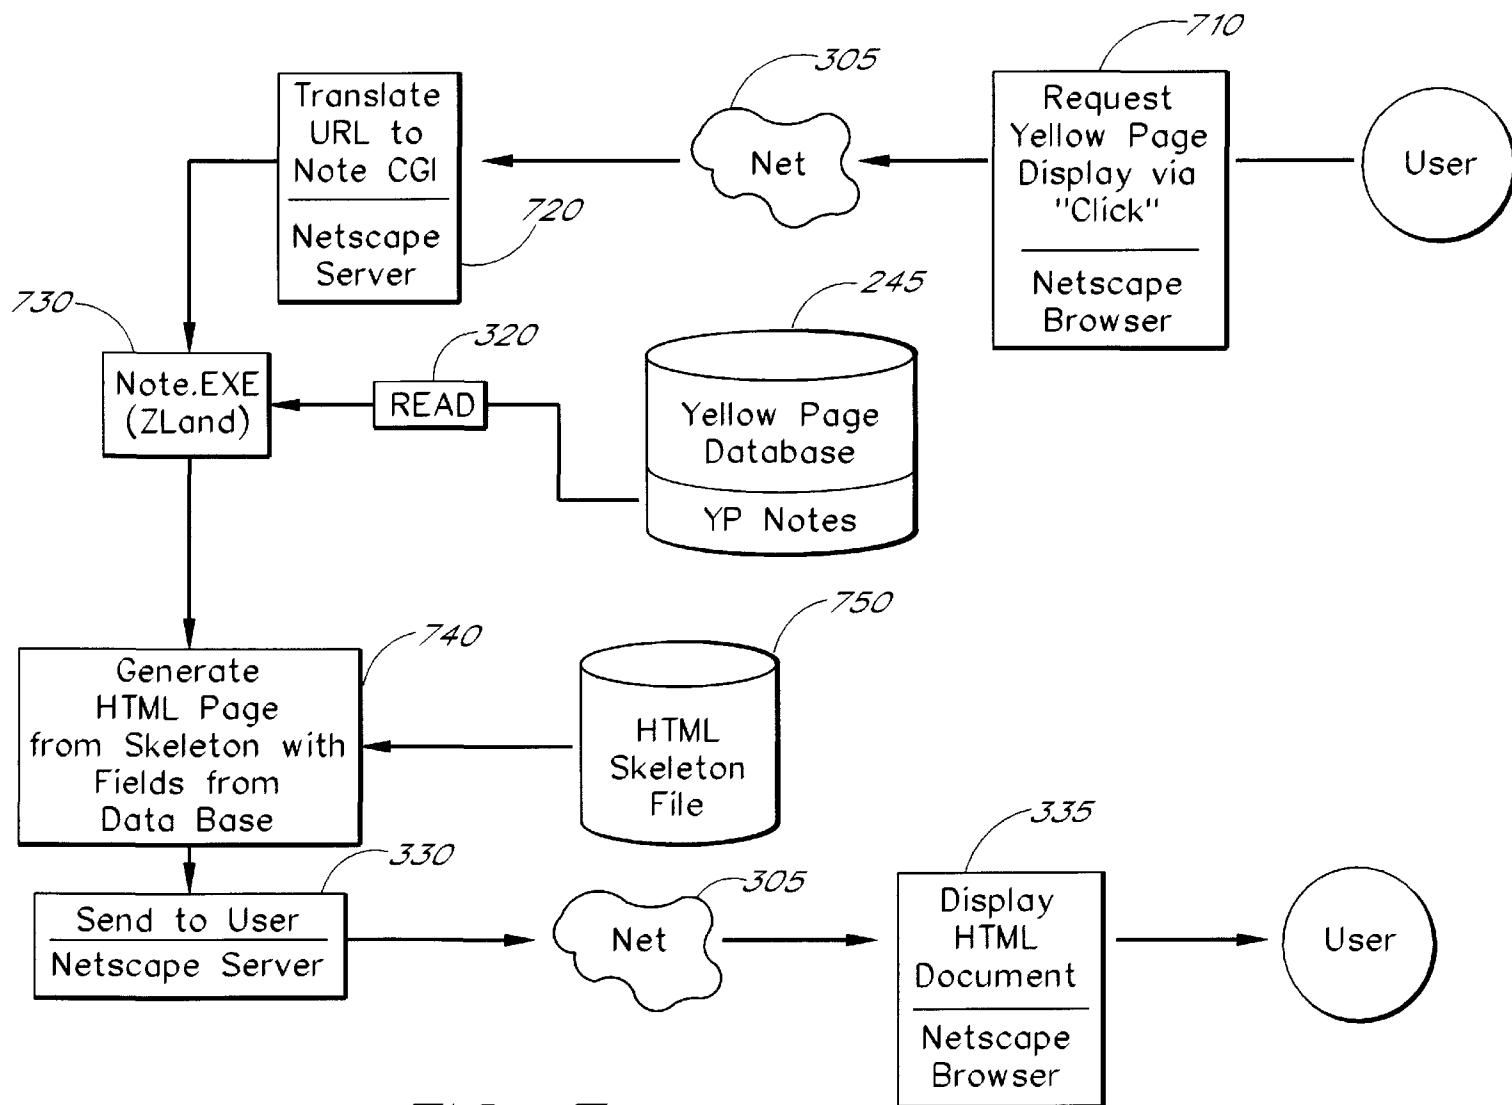 710
305
Translate
URL to
Note CGI
Netscape
Server
720
Net
Request
Yellow Page
Display via
"Click"
Netscape
Browser
User
730
Note.EXE
(ZLand)
320
READ
245
Yellow Page
Database
YP Notes
740
Generate
HTML Page
from Skeleton with
Fields from
Data Base
750
HTML
Skeleton
File
330
Send to User
Netscape Server
305
Net
335
Display
HTML
Document
Netscape
Browser
User